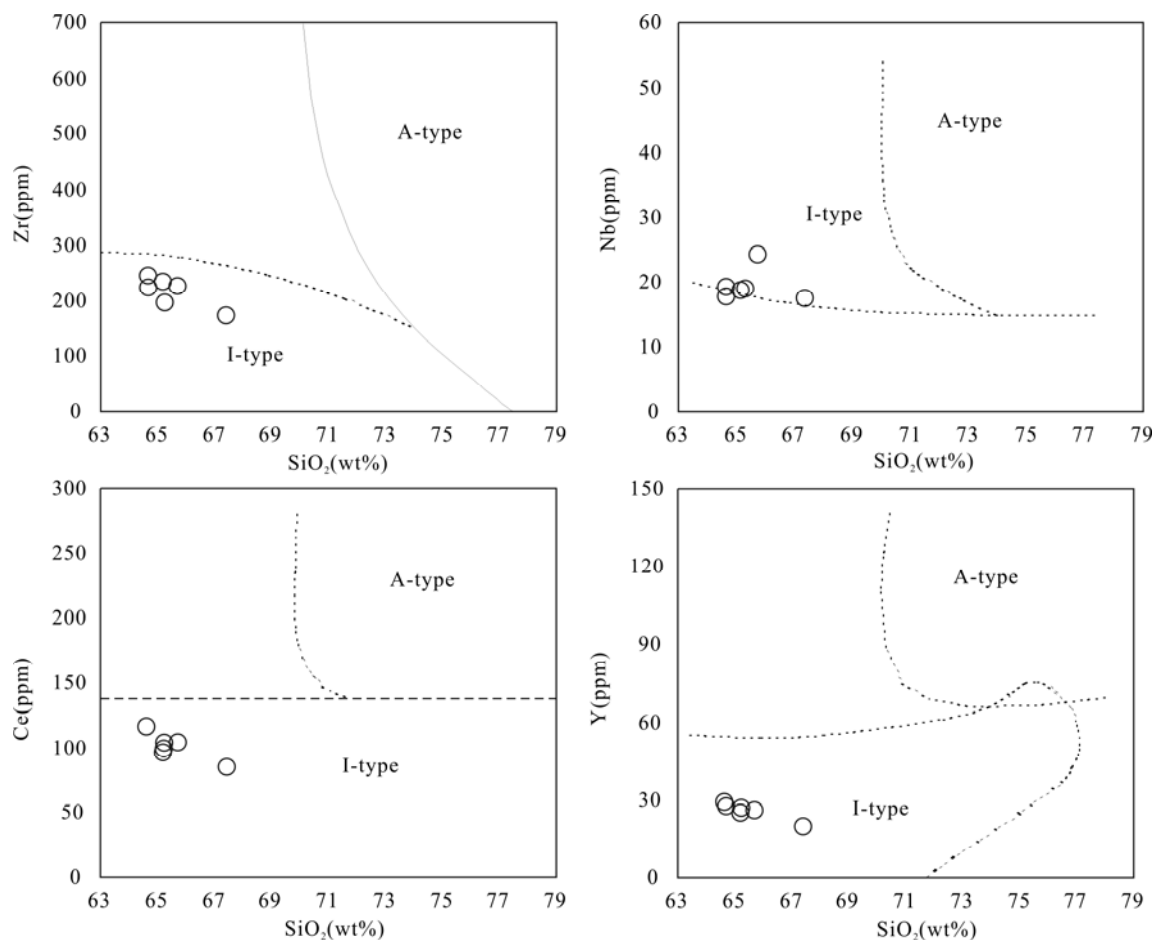 700
600
500
400
300
200
100
0
Zr(ppm)
A-type
I-type
63 65 67 69 71 73 75 77 79
SiO₂(wt%)
60
50
40
30
20
10
0
Nb(ppm)
A-type
I-type
63 65 67 69 71 73 75 77 79
SiO₂(wt%)
300
250
200
150
100
50
0
Ce(ppm)
A-type
I-type
63 65 67 69 71 73 75 77 79
SiO₂(wt%)
150
120
90
60
30
0
Y(ppm)
A-type
I-type
63 65 67 69 71 73 75 77 79
SiO₂(wt%)